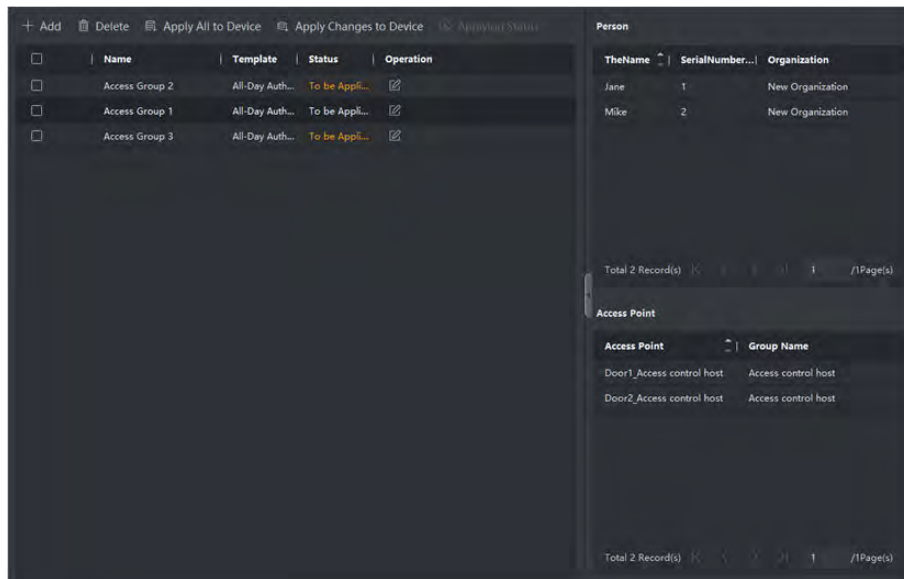 Add Delete Apply All to Device Apply Changes to Device Applying Status
Name Template Status Operation
Access Group 2 All-Day Auth... To be Appli...
Access Group 1 All-Day Auth... To be Appli...
Access Group 3 All-Day Auth... To be Appli...
Person
TheName SerialNumber... Organization
Jane 1 New Organization
Mike 2 New Organization
Total 2 Record(s) 1 /1Page(s)
Access Point
Access Point Group Name
Door1_Access control host Access control host
Door2_Access control host Access control host
Total 2 Record(s) 1 /1Page(s)